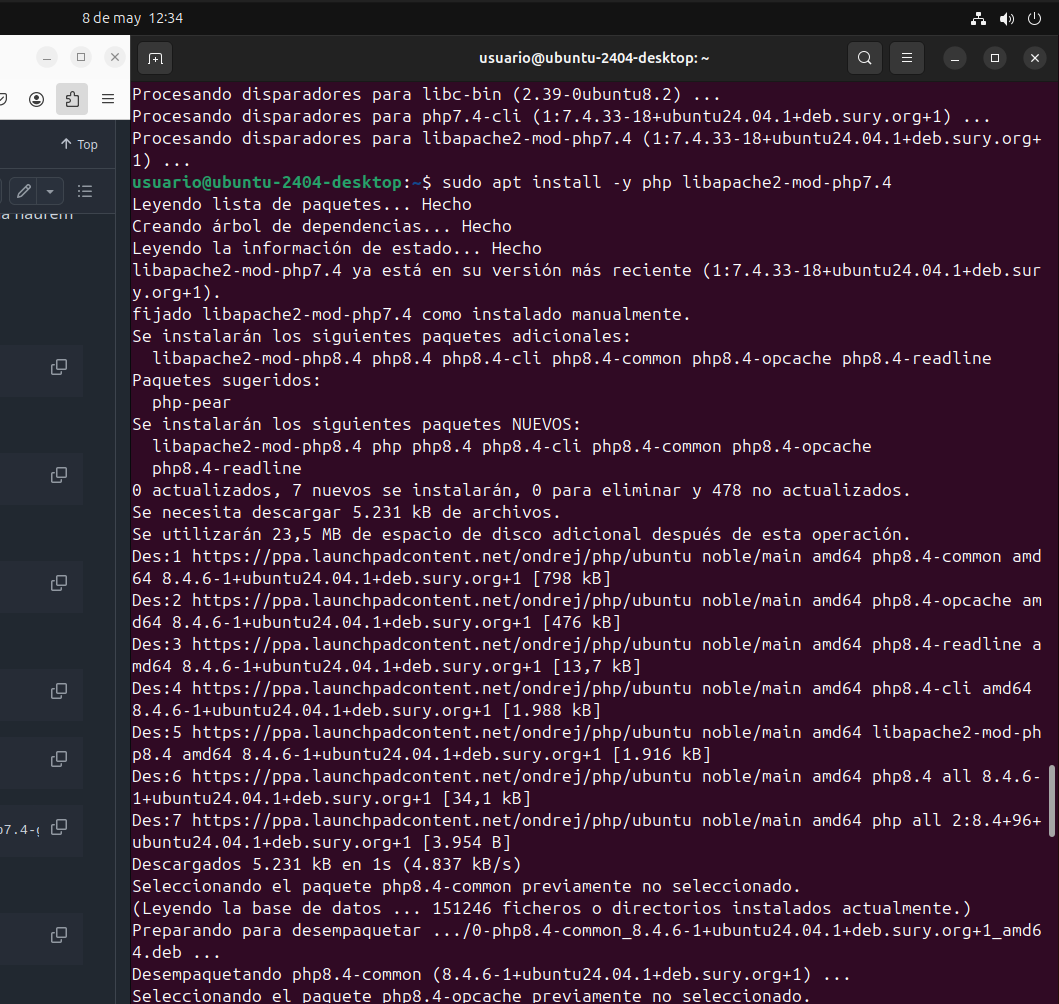 8 de may 12:34
usuario@ubuntu-2404-desktop: ~
Top
a haurem
p7.4-g
Procesando disparadores para libc-bin (2.39-0ubuntu8.2) ...
Procesando disparadores para php7.4-cli (1:7.4.33-18+ubuntu24.04.1+deb.sury.org+1) ...
Procesando disparadores para libapache2-mod-php7.4 (1:7.4.33-18+ubuntu24.04.1+deb.sury.org+
1) ...
usuario@ubuntu-2404-desktop:~$ sudo apt install -y php libapache2-mod-php7.4
Leyendo lista de paquetes... Hecho
Creando árbol de dependencias... Hecho
Leyendo la información de estado... Hecho
libapache2-mod-php7.4 ya está en su versión más reciente (1:7.4.33-18+ubuntu24.04.1+deb.sur
y.org+1).
fijado libapache2-mod-php7.4 como instalado manualmente.
Se instalarán los siguientes paquetes adicionales:
  libapache2-mod-php8.4 php8.4 php8.4-cli php8.4-common php8.4-opcache php8.4-readline
Paquetes sugeridos:
  php-pear
Se instalarán los siguientes paquetes NUEVOS:
  libapache2-mod-php8.4 php php8.4 php8.4-cli php8.4-common php8.4-opcache
  php8.4-readline
0 actualizados, 7 nuevos se instalarán, 0 para eliminar y 478 no actualizados.
Se necesita descargar 5.231 kB de archivos.
Se utilizarán 23,5 MB de espacio de disco adicional después de esta operación.
Des:1 https://ppa.launchpadcontent.net/ondrej/php/ubuntu noble/main amd64 php8.4-common amd
64 8.4.6-1+ubuntu24.04.1+deb.sury.org+1 [798 kB]
Des:2 https://ppa.launchpadcontent.net/ondrej/php/ubuntu noble/main amd64 php8.4-opcache am
d64 8.4.6-1+ubuntu24.04.1+deb.sury.org+1 [476 kB]
Des:3 https://ppa.launchpadcontent.net/ondrej/php/ubuntu noble/main amd64 php8.4-readline a
md64 8.4.6-1+ubuntu24.04.1+deb.sury.org+1 [13,7 kB]
Des:4 https://ppa.launchpadcontent.net/ondrej/php/ubuntu noble/main amd64 php8.4-cli amd64
8.4.6-1+ubuntu24.04.1+deb.sury.org+1 [1.988 kB]
Des:5 https://ppa.launchpadcontent.net/ondrej/php/ubuntu noble/main amd64 libapache2-mod-ph
p8.4 amd64 8.4.6-1+ubuntu24.04.1+deb.sury.org+1 [1.916 kB]
Des:6 https://ppa.launchpadcontent.net/ondrej/php/ubuntu noble/main amd64 php8.4 all 8.4.6-
1+ubuntu24.04.1+deb.sury.org+1 [34,1 kB]
Des:7 https://ppa.launchpadcontent.net/ondrej/php/ubuntu noble/main amd64 php all 2:8.4+96+
ubuntu24.04.1+deb.sury.org+1 [3.954 B]
Descargados 5.231 kB en 1s (4.837 kB/s)
Seleccionando el paquete php8.4-common previamente no seleccionado.
(Leyendo la base de datos ... 151246 ficheros o directorios instalados actualmente.)
Preparando para desempaquetar .../0-php8.4-common_8.4.6-1+ubuntu24.04.1+deb.sury.org+1_amd6
4.deb ...
Desempaquetando php8.4-common (8.4.6-1+ubuntu24.04.1+deb.sury.org+1) ...
Seleccionando el paquete php8.4-opcache previamente no seleccionado.